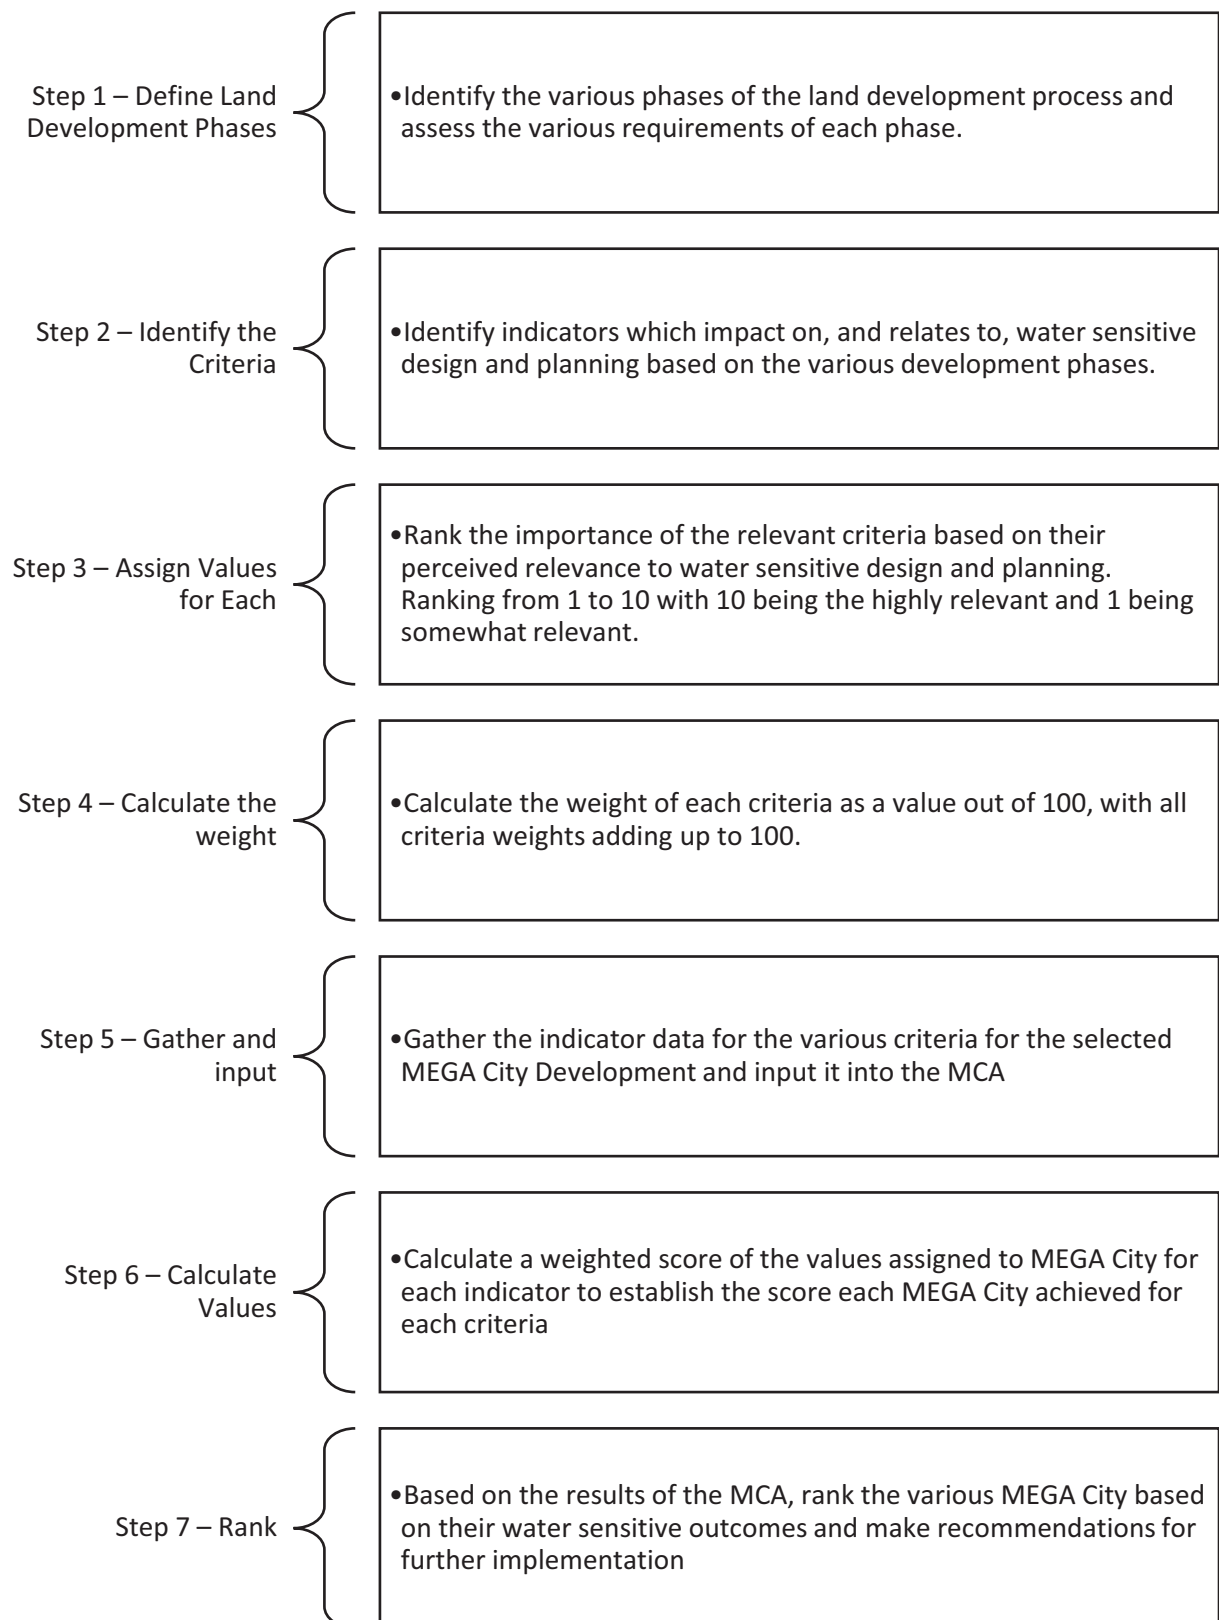 Step 1 – Define Land
Development Phases
•Identify the various phases of the land development process and
assess the various requirements of each phase.
Step 2 – Identify the
Criteria
•Identify indicators which impact on, and relates to, water sensitive
design and planning based on the various development phases.
Step 3 – Assign Values
for Each
•Rank the importance of the relevant criteria based on their
perceived relevance to water sensitive design and planning.
Ranking from 1 to 10 with 10 being the highly relevant and 1 being
somewhat relevant.
Step 4 – Calculate the
weight
•Calculate the weight of each criteria as a value out of 100, with all
criteria weights adding up to 100.
Step 5 – Gather and
input
•Gather the indicator data for the various criteria for the selected
MEGA City Development and input it into the MCA
Step 6 – Calculate
Values
•Calculate a weighted score of the values assigned to MEGA City for
each indicator to establish the score each MEGA City achieved for
each criteria
Step 7 – Rank
•Based on the results of the MCA, rank the various MEGA City based
on their water sensitive outcomes and make recommendations for
further implementation